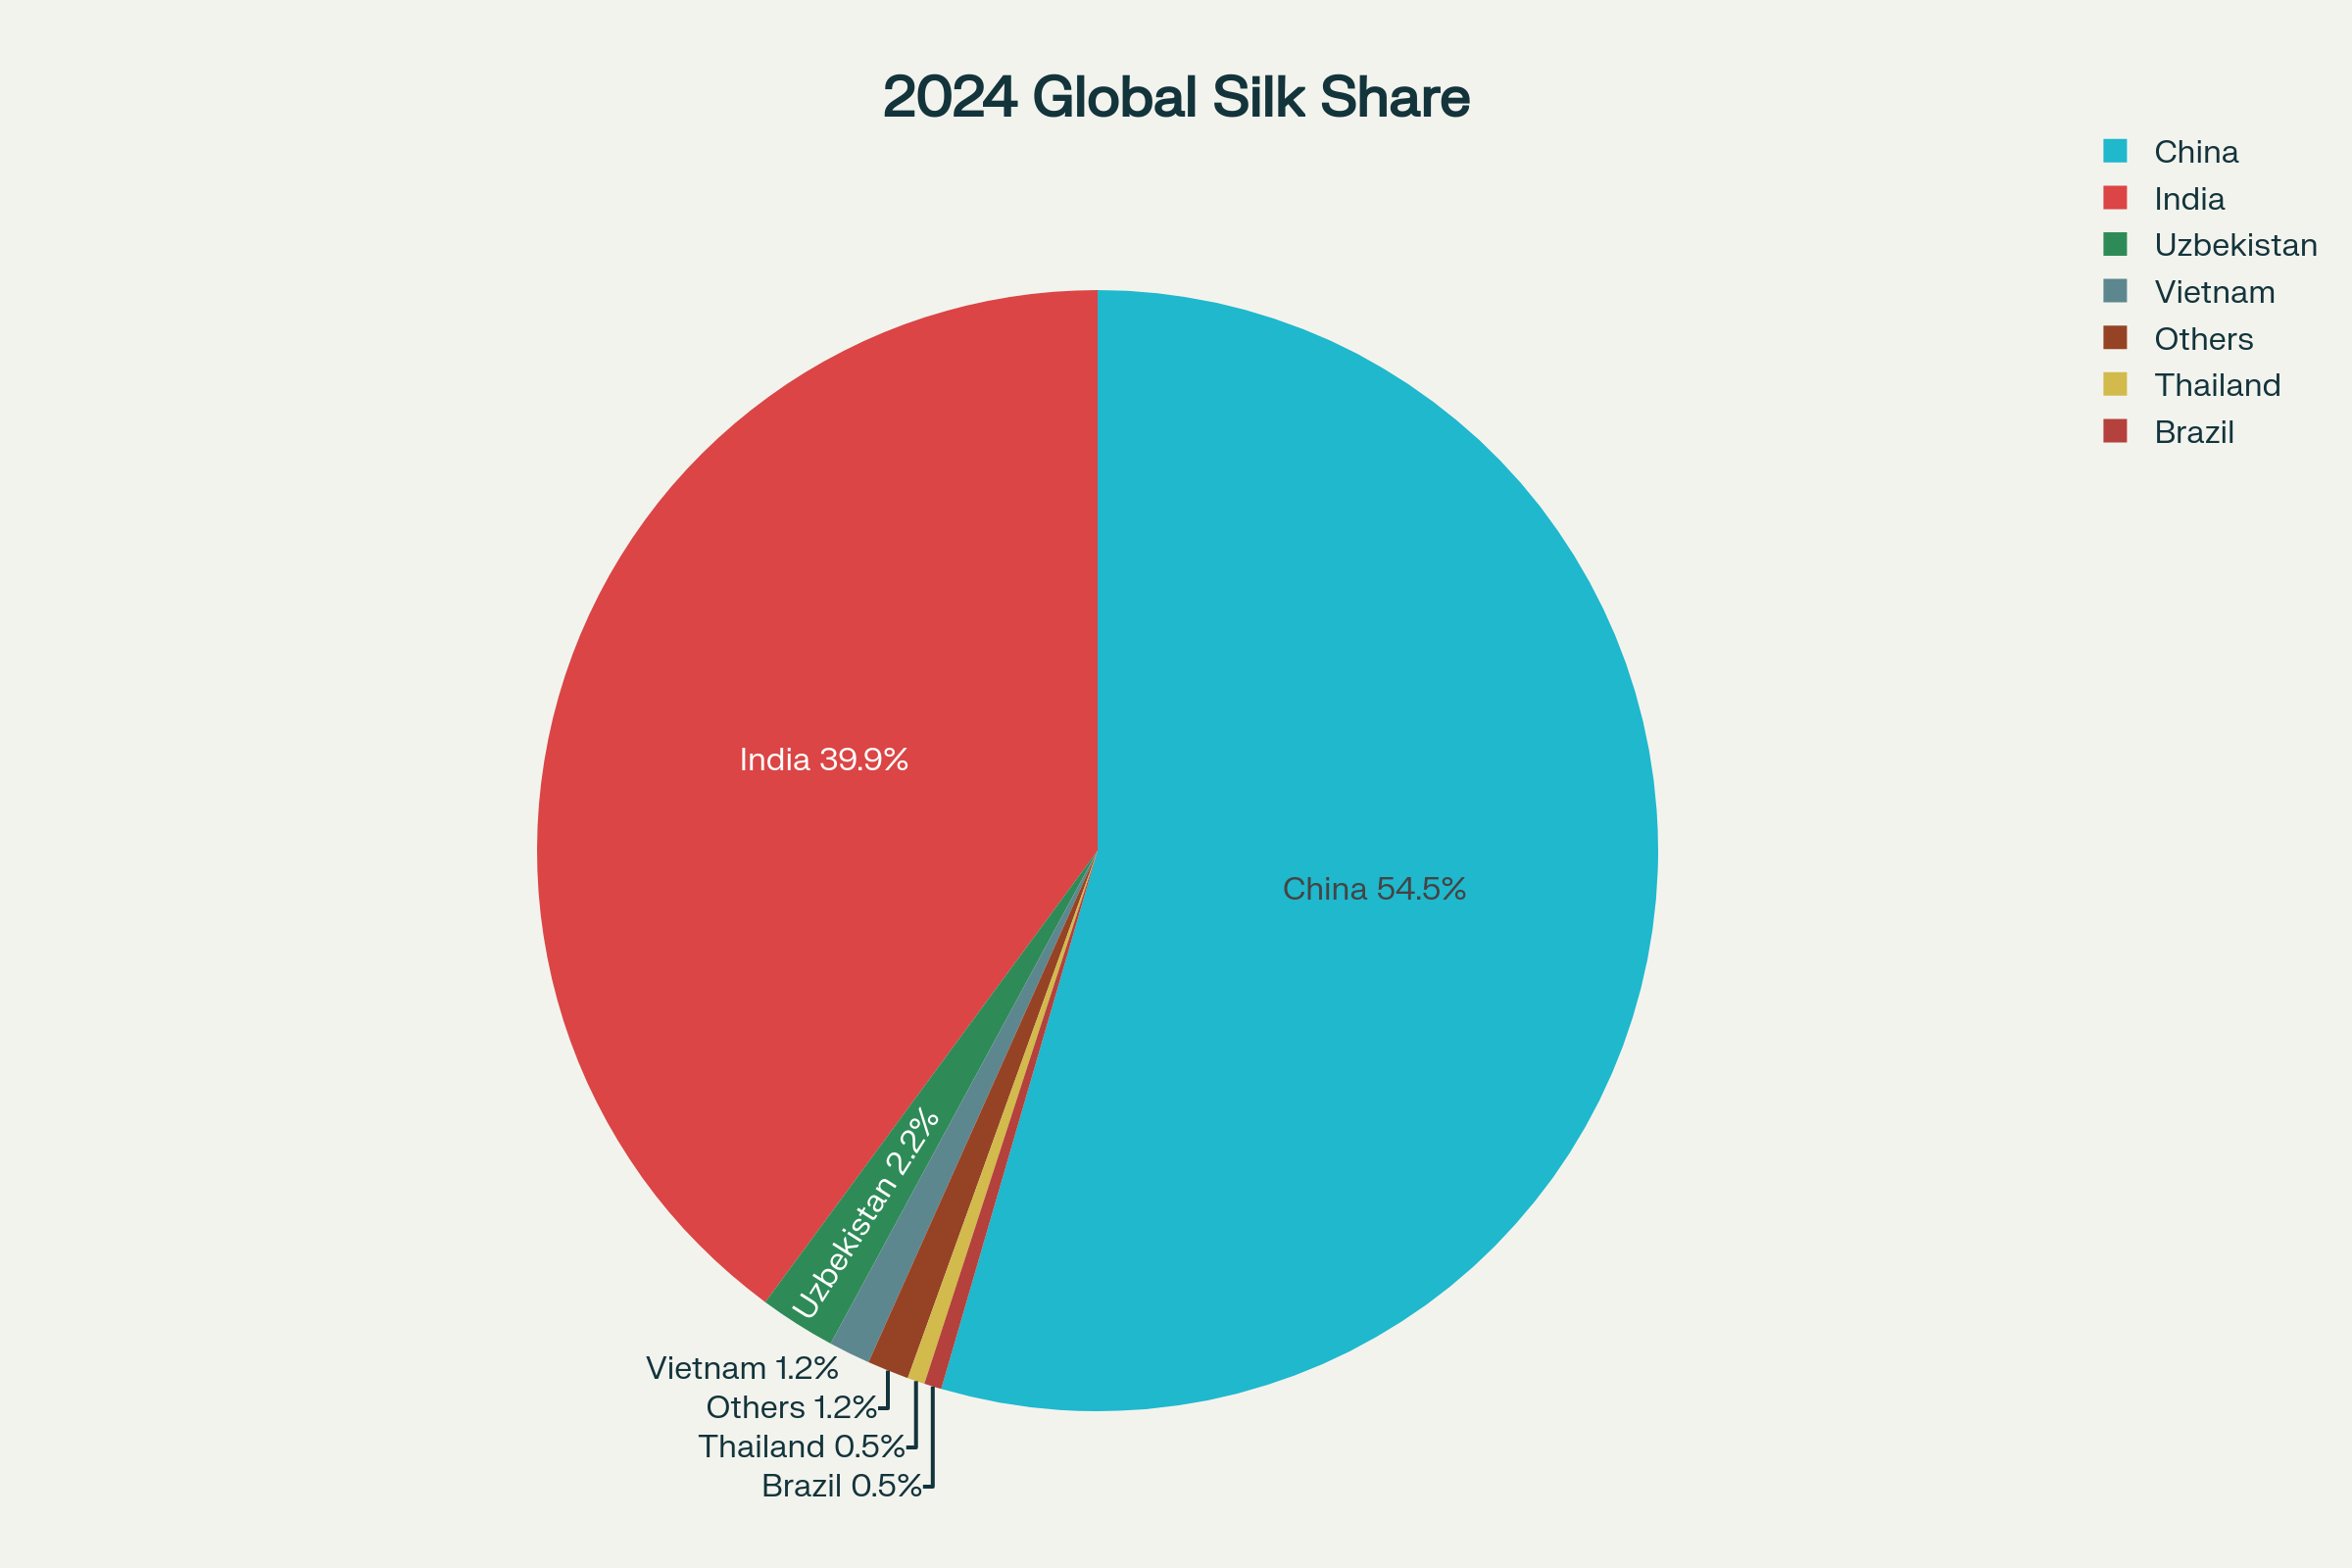 2024 Global Silk Share
China
India
Uzbekistan
Vietnam
Others
Thailand
Brazil
India 39.9%
China 54.5%
Uzbekistan 2.2%
Vietnam 1.2%
Others 1.2%
Thailand 0.5%
Brazil 0.5%